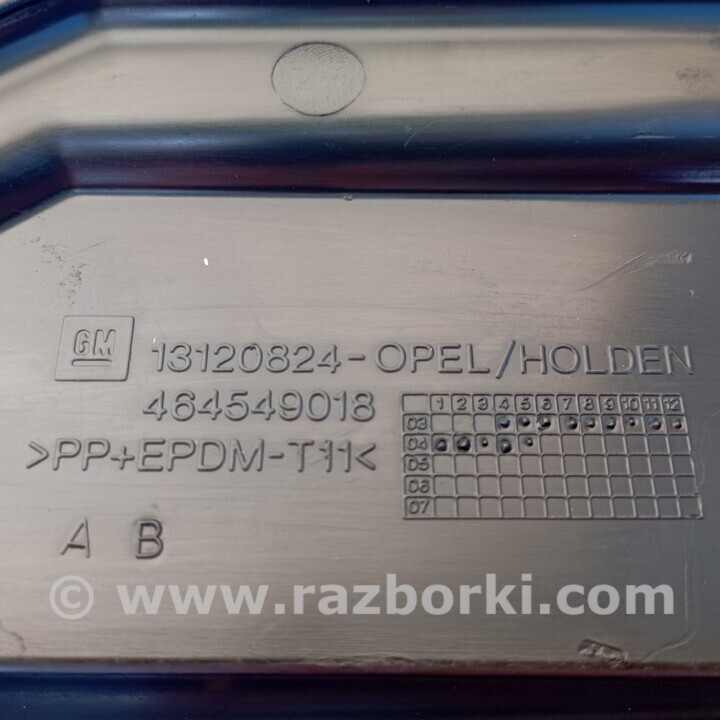 GM 13120824-OPEL/HOLDEN
464549018
1 2 3 4 5 6 7 8 9 10 11 12
03
>PP+EPDM-T11< 04
05
06
07
A B
© www.razborki.com